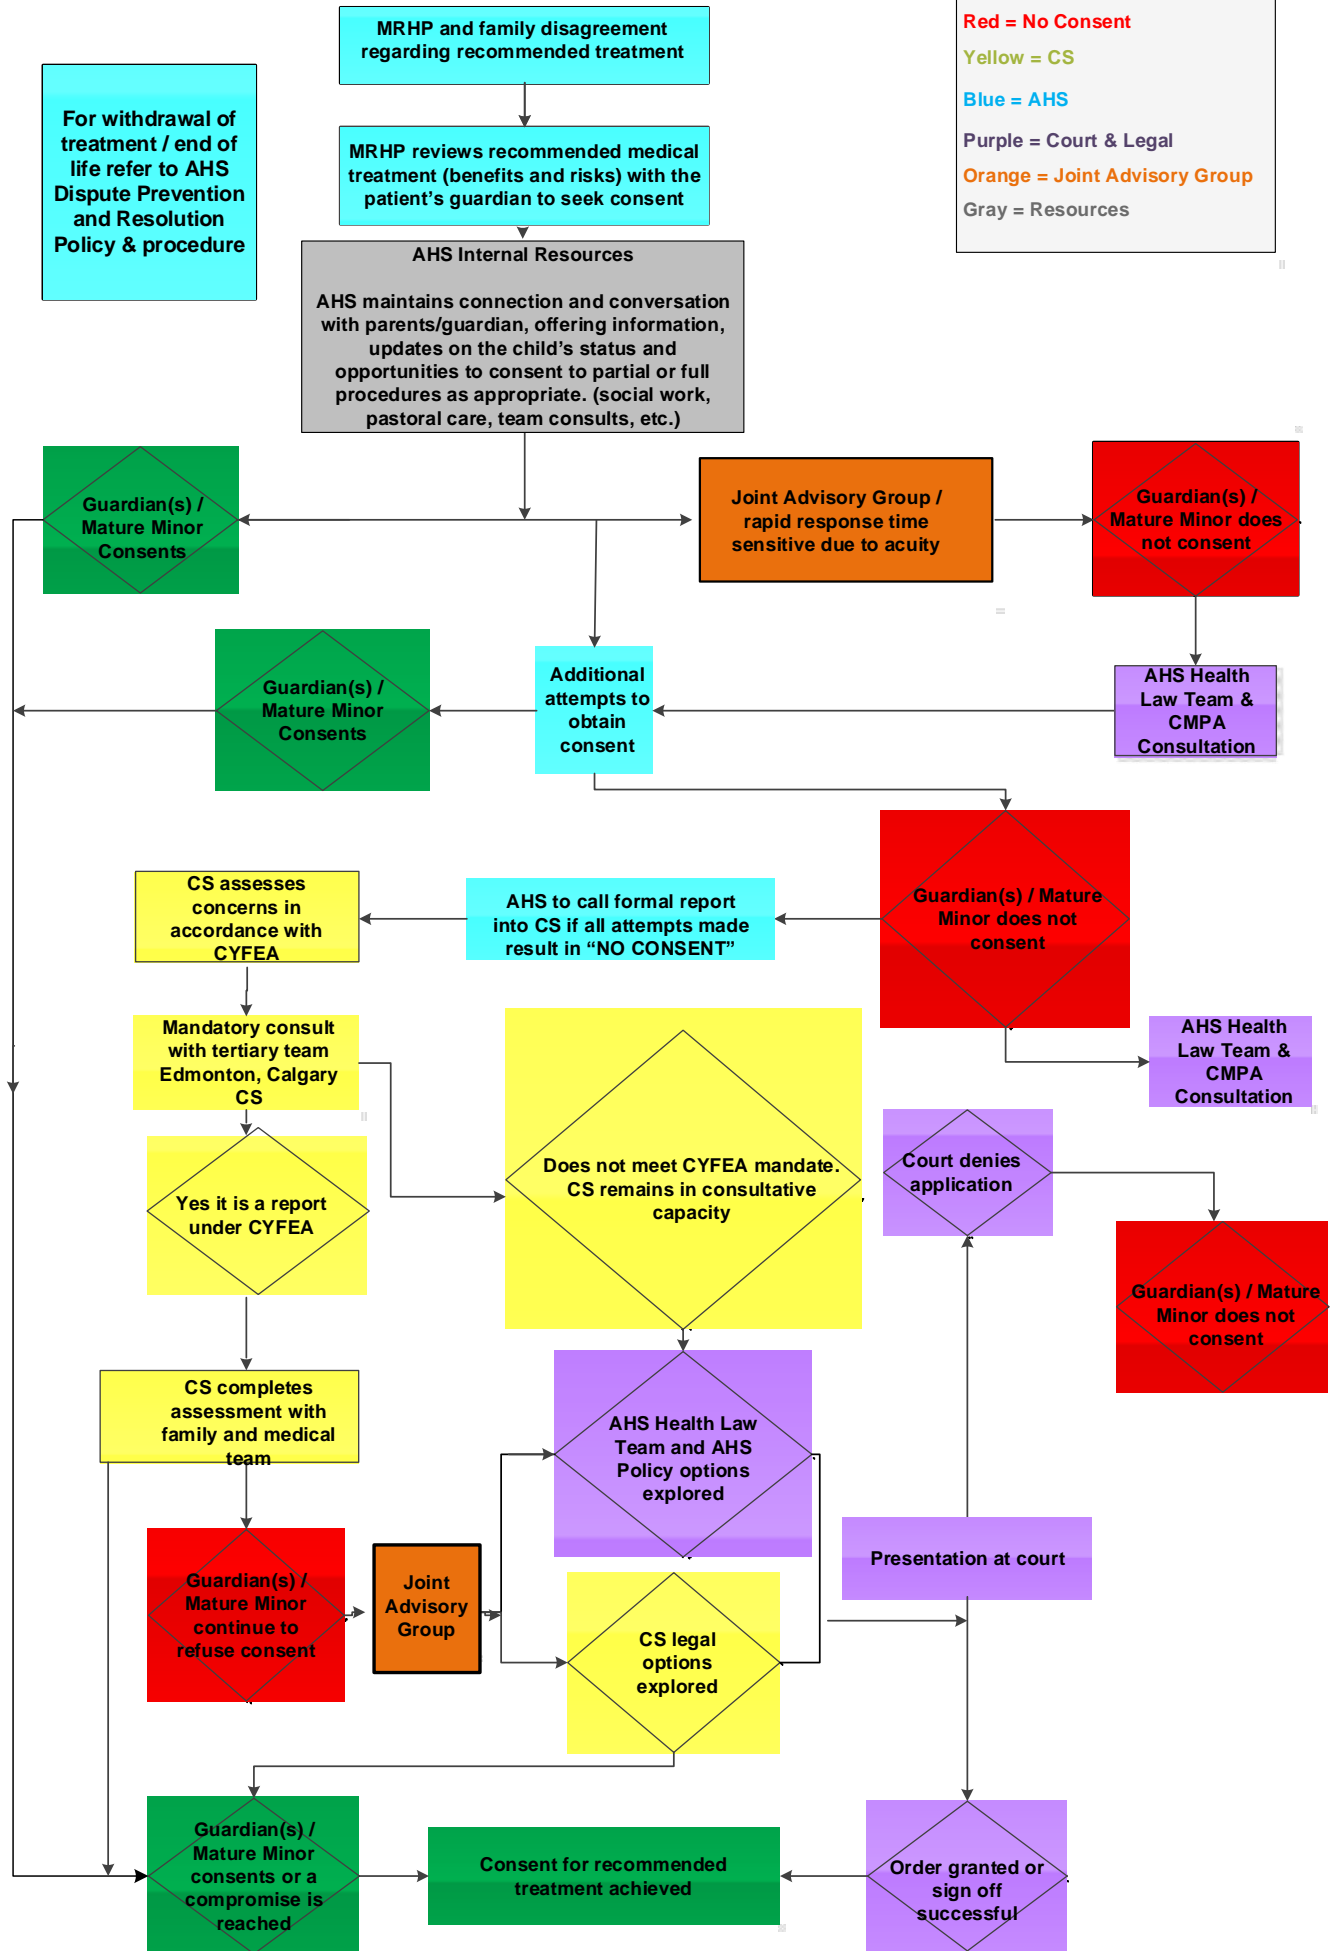 MRHP and family disagreement
regarding recommended treatment
Red = No Consent
Yellow = CS
Blue = AHS
Purple = Court & Legal
Orange = Joint Advisory Group
Gray = Resources
For withdrawal of
treatment / end of
life refer to AHS
Dispute Prevention
and Resolution
Policy & procedure
MRHP reviews recommended medical
treatment (benefits and risks) with the
patient's guardian to seek consent
AHS Internal Resources
AHS maintains connection and conversation
with parents/guardian, offering information,
updates on the child's status and
opportunities to consent to partial or full
procedures as appropriate. (social work,
pastoral care, team consults, etc.)
Guardian(s) /
Mature Minor
Consents
Joint Advisory Group /
rapid response time
sensitive due to acuity
Guardian(s) /
Mature Minor does
not consent
Guardian(s) /
Mature Minor
Consents
Additional
attempts to
obtain
consent
AHS Health
Law Team &
CMPA
Consultation
CS assesses
concerns in
accordance with
CYFEA
AHS to call formal report
into CS if all attempts made
result in “NO CONSENT”
Guardian(s) / Mature
Minor does not
consent
Mandatory consult
with tertiary team
Edmonton, Calgary
CS
AHS Health
Law Team &
CMPA
Consultation
Yes it is a report
under CYFEA
Does not meet CYFEA mandate.
CS remains in consultative
capacity
Court denies
application
Guardian(s) / Mature
Minor does not
consent
CS completes
assessment with
family and medical
team
AHS Health Law
Team and AHS
Policy options
explored
Presentation at court
Guardian(s) /
Mature Minor
continue to
refuse consent
Joint
Advisory
Group
CS legal
options
explored
Guardian(s) /
Mature Minor
consents or a
compromise is
reached
Consent for recommended
treatment achieved
Order granted or
sign off
successful